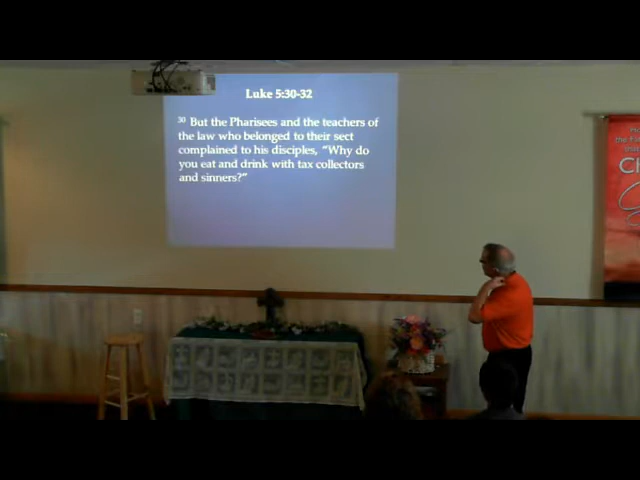 Luke 5:30-32
30 But the Pharisees and the teachers of
the law who belonged to their sect
complained to his disciples, “Why do
you eat and drink with tax collectors
and sinners?”